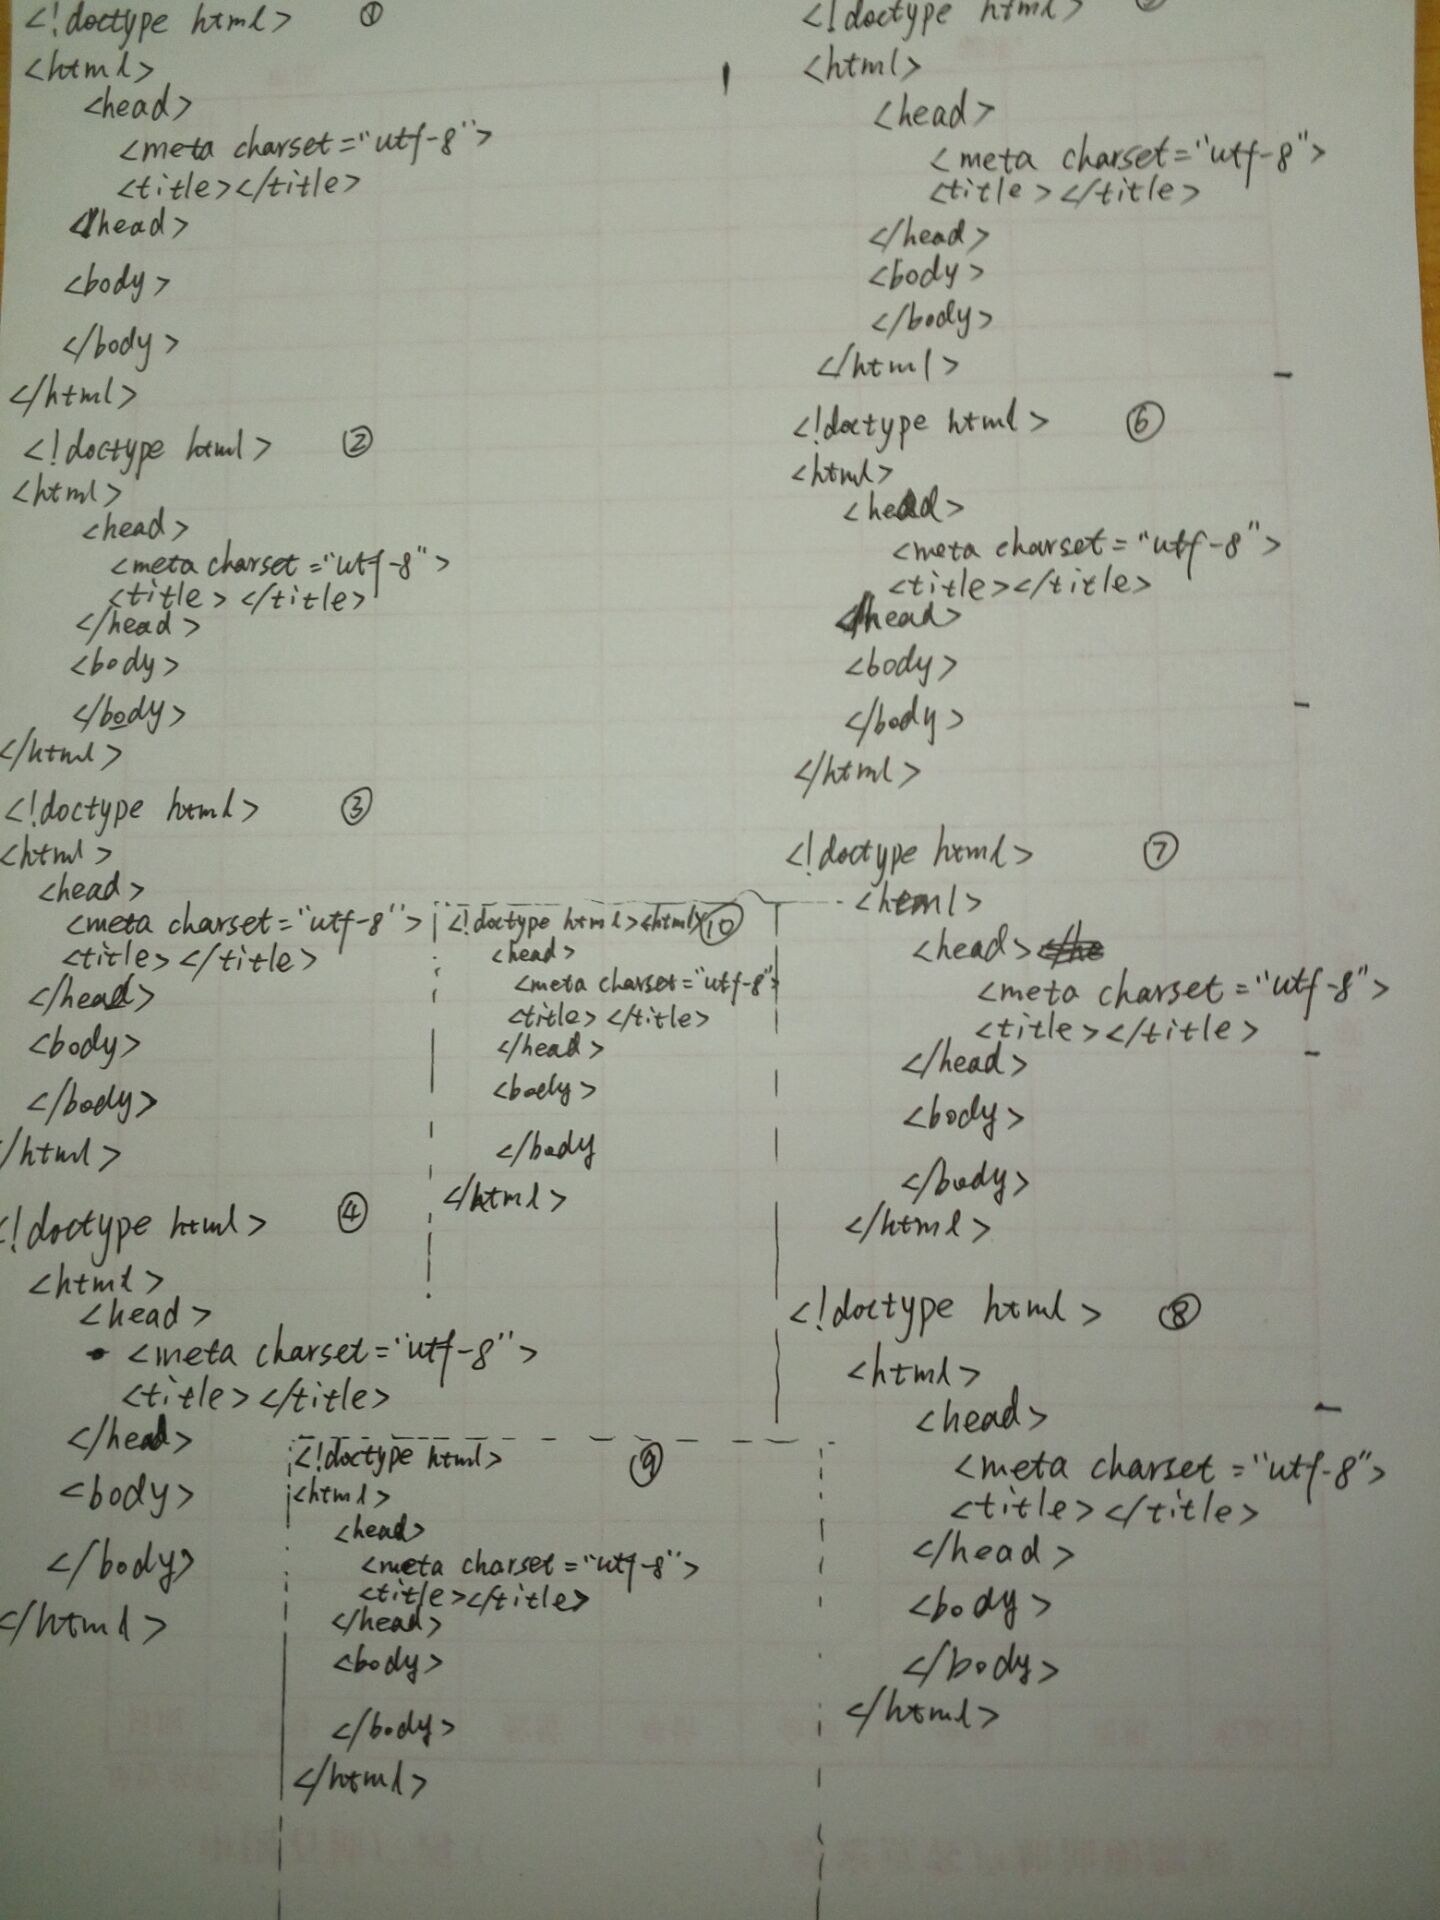 <!doctype html> ①
<html>
<head>
<meta charset="utf-8">
<title></title>
</head>
<body>
</body>
</html>
<!doctype html> ②
<html>
<head>
<meta charset="utf-8">
<title></title>
</head>
<body>
</body>
</html>
<!doctype html> ③
<html>
<head>
<meta charset="utf-8">
<title></title>
</head>
<body>
</body>
</html>
<!doctype html> ④
<html>
<head>
<meta charset="utf-8">
<title></title>
</head>
<body>
</body>
</html>
<!doctype html>
<html>
<head>
<meta charset="utf-8">
<title></title>
</head>
<body>
</body>
</html>
<!doctype html> ⑥
<html>
<head>
<meta charset="utf-8">
<title></title>
</head>
<body>
</body>
</html>
<!doctype html> ⑦
<html>
<head>
<meta charset="utf-8">
<title></title>
</head>
<body>
</body>
</html>
<!doctype html> ⑧
<html>
<head>
<meta charset="utf-8">
<title></title>
</head>
<body>
</body>
</html>
<!doctype html> ⑨
<html>
<head>
<meta charset="utf-8">
<title></title>
</head>
<body>
</body>
</html>
<!doctype html><html> ⑩
<head>
<meta charset="utf-8">
<title></title>
</head>
<body>
</body
</html>